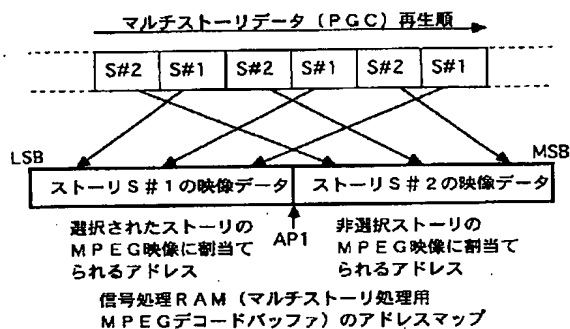 マルチストーリデータ（PGC）再生順
S#2 S#1 S#2 S#1 S#2 S#1
LSB MSB
ストーリS＃1の映像データ ストーリS＃2の映像データ
選択されたストーリの
MPEG映像に割当て
られるアドレス
AP1
非選択ストーリの
MPEG映像に割当て
られるアドレス
信号処理RAM（マルチストーリ処理用
MPEGデコードバッファ）のアドレスマップ